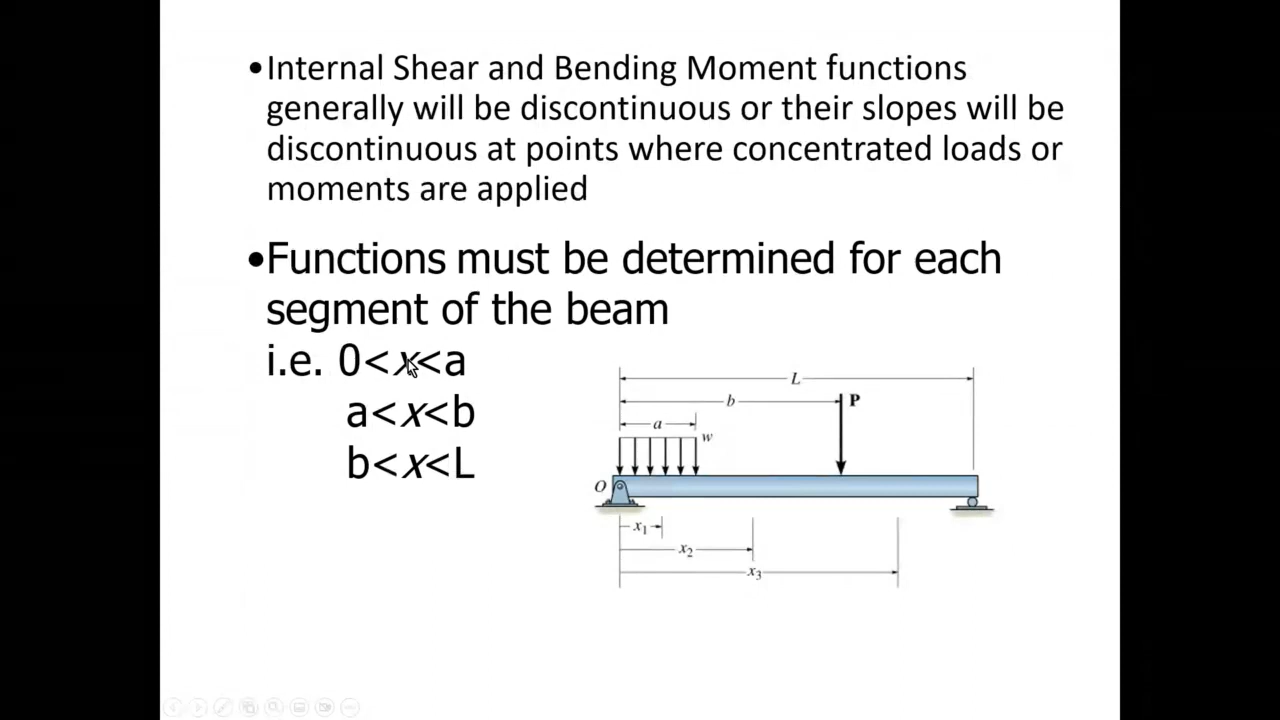 •Internal Shear and Bending Moment functions
generally will be discontinuous or their slopes will be
discontinuous at points where concentrated loads or
moments are applied
•Functions must be determined for each
segment of the beam
i.e. 0<x<a
a<x<b
b<x<L
L
b
P
a
w
O
x₁
x₂
x₃